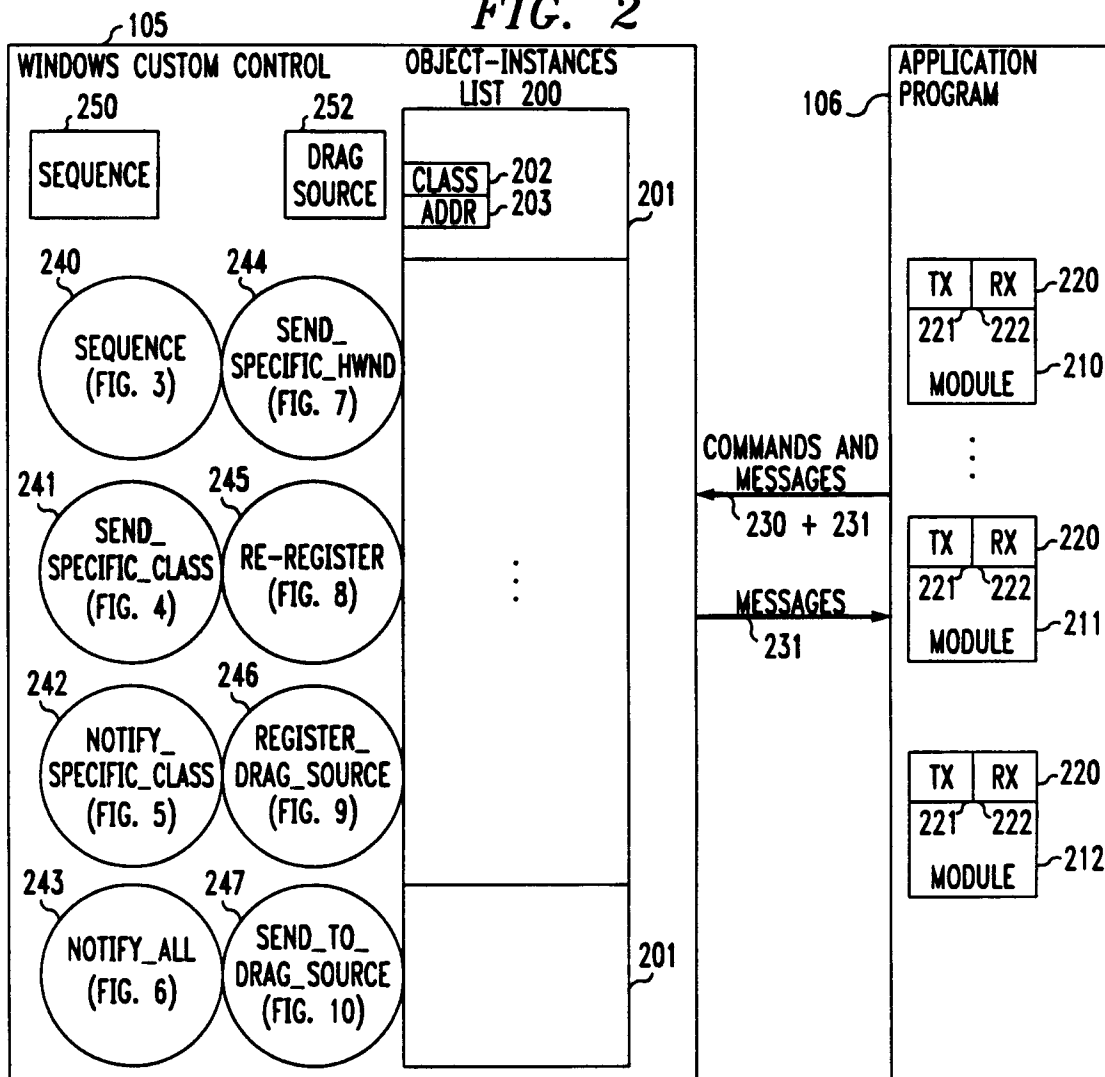 FIG. 2
105
WINDOWS CUSTOM CONTROL
OBJECT-INSTANCES
LIST 200
250
SEQUENCE
252
DRAG
SOURCE
CLASS
202
ADDR
203
201
240
SEQUENCE
(FIG. 3)
244
SEND_
SPECIFIC_HWND
(FIG. 7)
241
SEND_
SPECIFIC_CLASS
(FIG. 4)
245
RE-REGISTER
(FIG. 8)
242
NOTIFY_
SPECIFIC_CLASS
(FIG. 5)
246
REGISTER_
DRAG_SOURCE
(FIG. 9)
243
NOTIFY_ALL
(FIG. 6)
247
SEND_TO_
DRAG_SOURCE
(FIG. 10)
201
COMMANDS AND
MESSAGES
230 + 231
MESSAGES
231
106
APPLICATION
PROGRAM
TX RX
220
221 222
MODULE
210
TX RX
220
221 222
MODULE
211
TX RX
220
221 222
MODULE
212